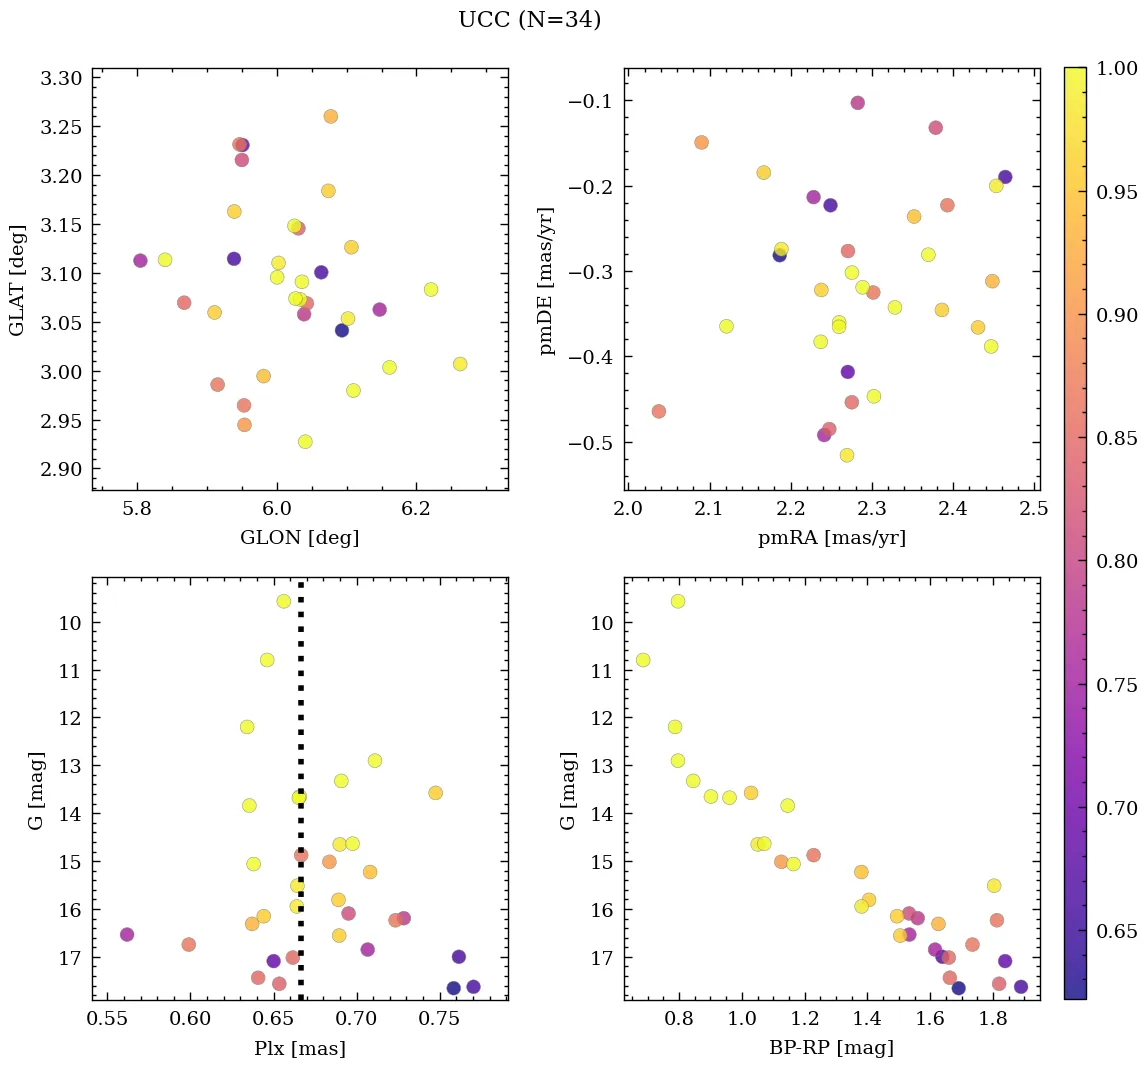 UCC (N=34)
3.30
3.25
3.20
3.15
3.10
3.05
3.00
2.95
2.90
GLAT [deg]
5.8 6.0 6.2
GLON [deg]
−0.1
−0.2
−0.3
−0.4
−0.5
pmDE [mas/yr]
2.0 2.1 2.2 2.3 2.4 2.5
pmRA [mas/yr]
10
11
12
13
14
15
16
17
G [mag]
0.55 0.60 0.65 0.70 0.75
Plx [mas]
10
11
12
13
14
15
16
17
G [mag]
0.8 1.0 1.2 1.4 1.6 1.8
BP-RP [mag]
1.00
0.95
0.90
0.85
0.80
0.75
0.70
0.65